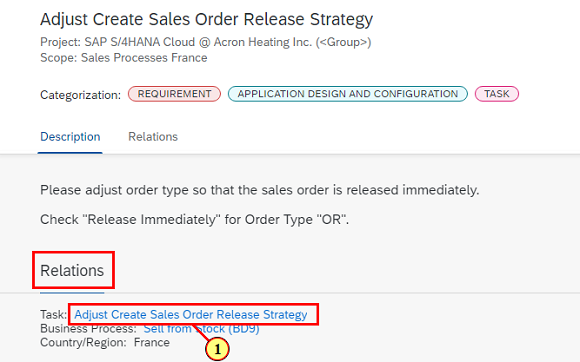 Adjust Create Sales Order Release Strategy
Project: SAP S/4HANA Cloud @ Acron Heating Inc. (<Group>)
Scope: Sales Processes France
Categorization: REQUIREMENT APPLICATION DESIGN AND CONFIGURATION TASK
Description Relations
Please adjust order type so that the sales order is released immediately.
Check "Release Immediately" for Order Type "OR".
Relations
Task: Adjust Create Sales Order Release Strategy
Business Process: Sell from Stock (BD9)
Country/Region: France
1